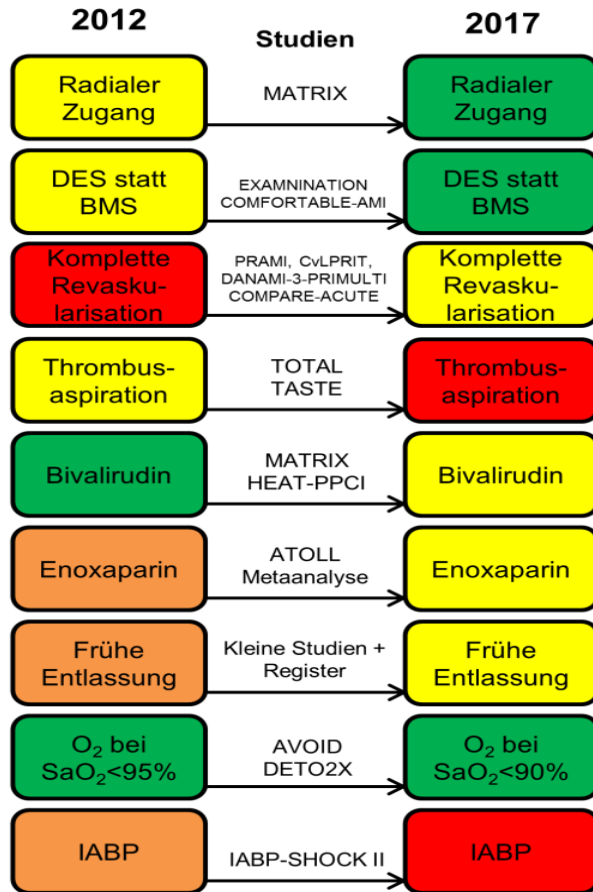 2012
Studien
2017
Radialer
Zugang
MATRIX
Radialer
Zugang
DES statt
BMS
EXAMNINATION
COMFORTABLE-AMI
DES statt
BMS
Komplette
Revasku-
larisation
PRAMI, CvLPRIT,
DANAMI-3-PRIMULTI
COMPARE-ACUTE
Komplette
Revasku-
larisation
Thrombus-
aspiration
TOTAL
TASTE
Thrombus-
aspiration
Bivalirudin
MATRIX
HEAT-PPCI
Bivalirudin
Enoxaparin
ATOLL
Metaanalyse
Enoxaparin
Frühe
Entlassung
Kleine Studien +
Register
Frühe
Entlassung
O₂ bei
SaO₂<95%
AVOID
DETO2X
O₂ bei
SaO₂<90%
IABP
IABP-SHOCK II
IABP